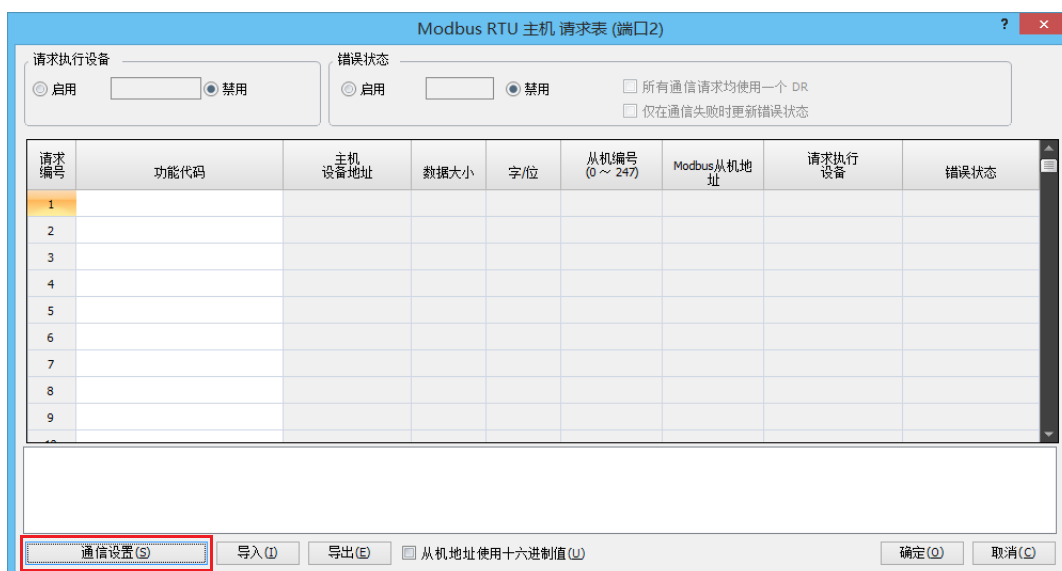 Modbus RTU 主机 请求表 (端口2)
? ×
请求执行设备
错误状态
启用 禁用
启用 禁用
所有通信请求均使用一个 DR
仅在通信失败时更新错误状态
请求编号 功能代码 主机设备地址 数据大小 字/位 从机编号(0 ～ 247) Modbus从机地址 请求执行设备 错误状态
1
2
3
4
5
6
7
8
9
通信设置(S) 导入(I) 导出(E) 从机地址使用十六进制值(U) 确定(O) 取消(C)